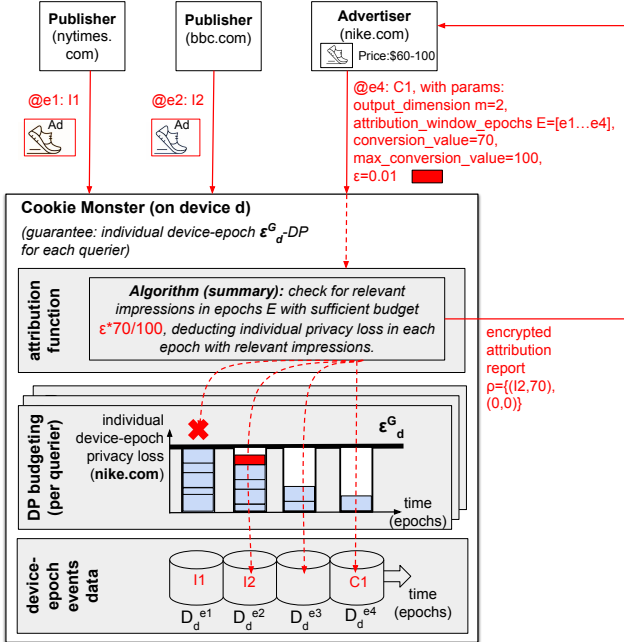 Publisher
(nytimes.
com)
Publisher
(bbc.com)
Advertiser
(nike.com)
Price:$60-100
@e1: I1
Ad
@e2: I2
Ad
@e4: C1, with params:
output_dimension m=2,
attribution_window_epochs E=[e1...e4],
conversion_value=70,
max_conversion_value=100,
ε=0.01
Cookie Monster (on device d)
(guarantee: individual device-epoch ε^G_d-DP
for each querier)
attribution
function
Algorithm (summary): check for relevant
impressions in epochs E with sufficient budget
ε*70/100, deducting individual privacy loss in each
epoch with relevant impressions.
encrypted
attribution
report
ρ={(I2,70),
(0,0)}
DP budgeting
(per querier)
individual
device-epoch
privacy loss
(nike.com)
ε^G_d
time
(epochs)
device-
epoch
events
data
I1
I2
C1
D_d^e1
D_d^e2
D_d^e3
D_d^e4
time
(epochs)